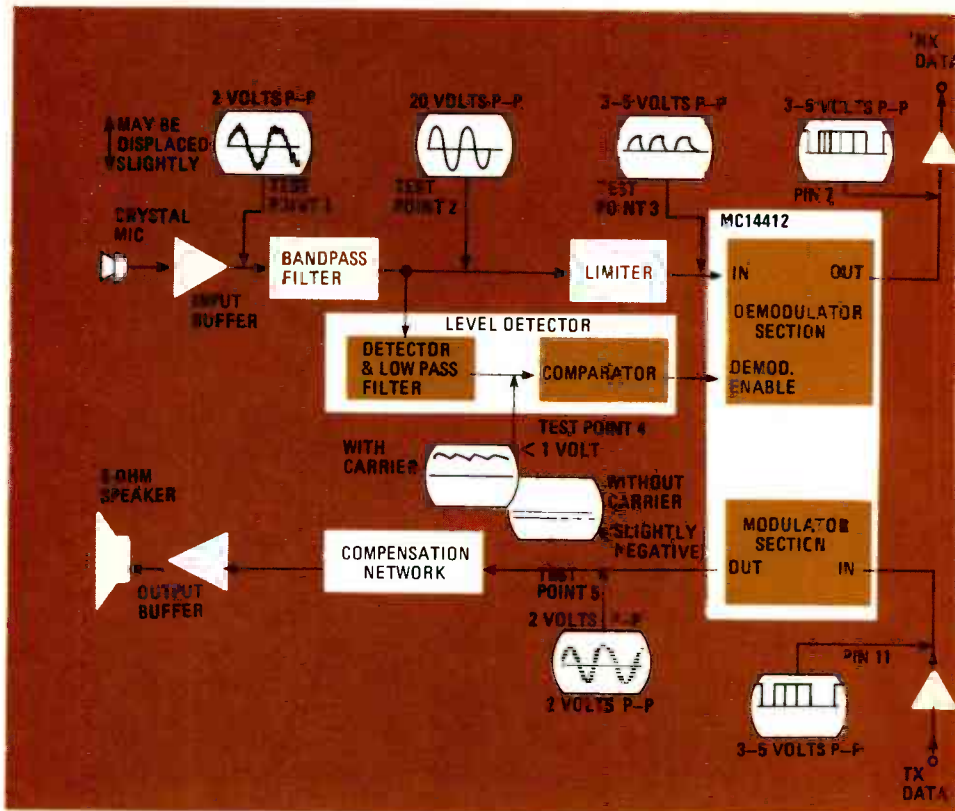 RX
DATA
2 VOLTS P-P
20 VOLTS P-P.
3-5 VOLTS P-P
3-5 VOLTS P-P
MAY BE
DISPLACED
SLIGHTLY
TEST
POINT 1
TEST
POINT 2
TEST
POINT 3
PIN 7
CRYSTAL
MIC
INPUT
BUFFER
BANDPASS
FILTER
LIMITER
MC14412
IN
OUT
DEMODULATOR
SECTION
DEMOD.
ENABLE
LEVEL DETECTOR
DETECTOR
& LOW PASS
FILTER
COMPARATOR
TEST POINT 4
< 1 VOLT
WITH
CARRIER
WITHOUT
CARRIER
(SLIGHTLY
NEGATIVE)
8-OHM
SPEAKER
OUTPUT
BUFFER
COMPENSATION
NETWORK
MODULATOR
SECTION
OUT
IN
TEST
POINT 5
2 VOLTS P-P
2 VOLTS P-P
PIN 11
3-5 VOLTS P-P
TX
DATA